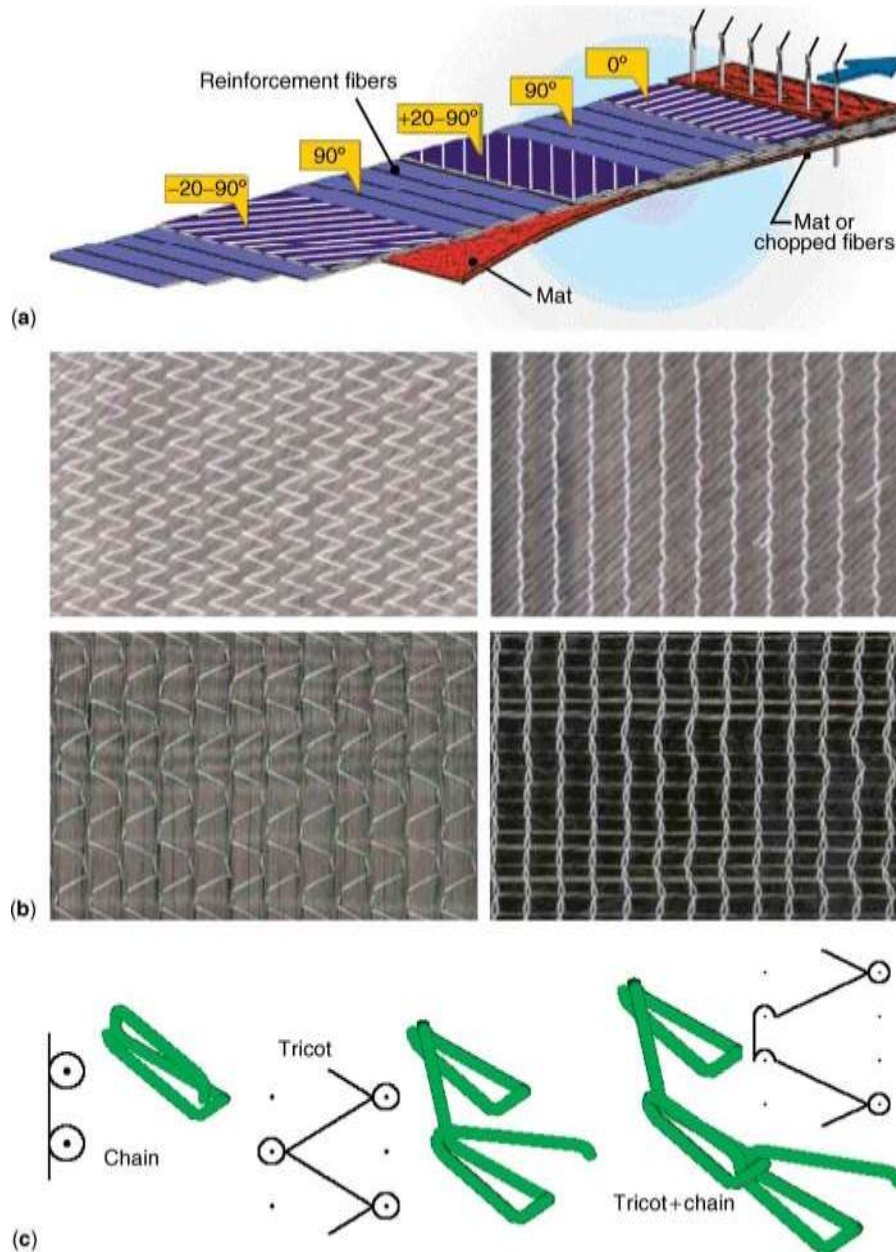 0°
Reinforcement fibers
90°
+20–90°
90°
−20–90°
Mat or
chopped fibers
Mat
(a)
(b)
Tricot
Chain
Tricot+chain
(c)